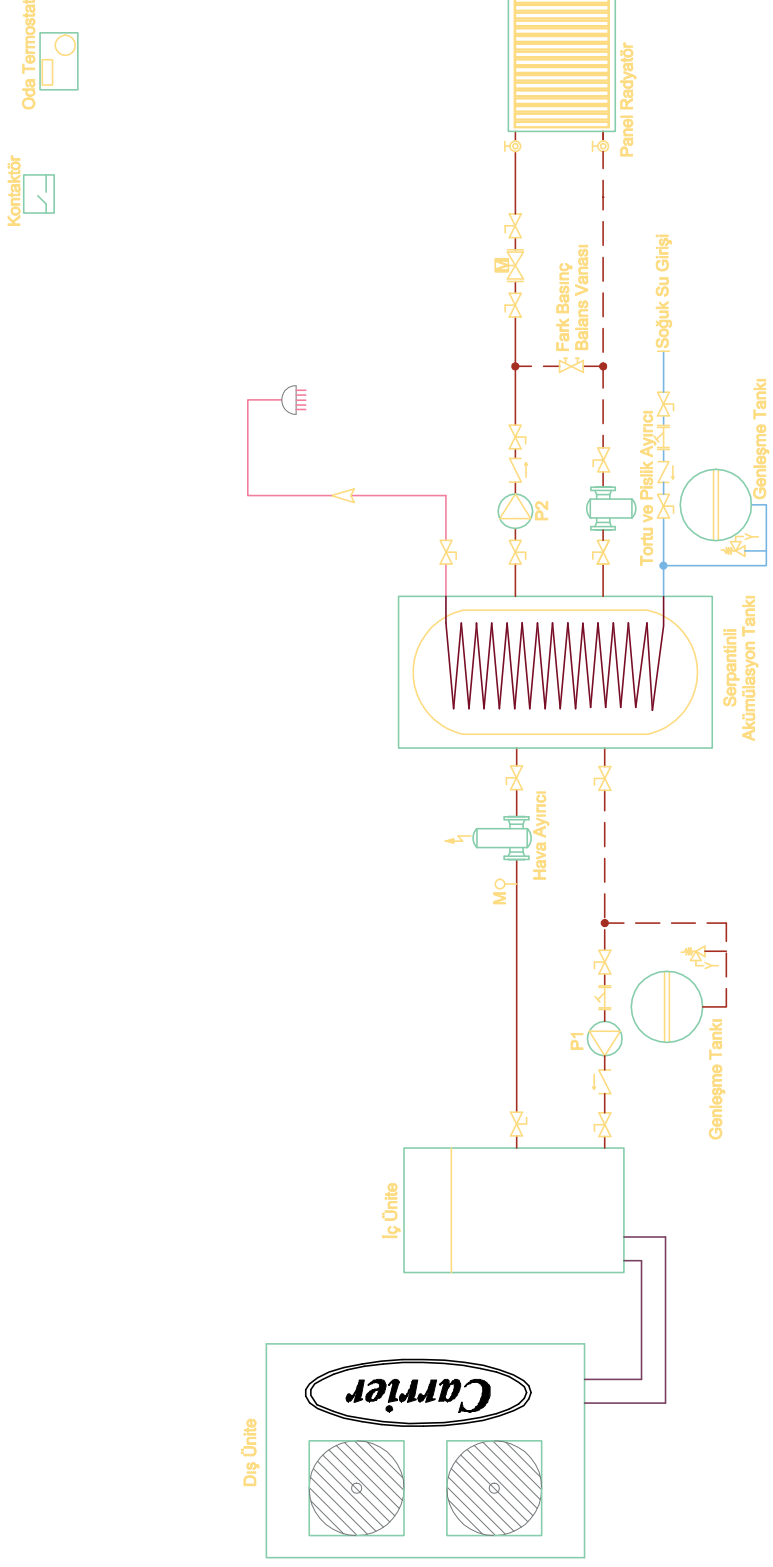 Oda Termostat
Kontaktör
Panel Radyatör
M
Fark Basınç
Balans Vanası
Soğuk Su Girişi
P2
Tortu ve Pislik Ayırıcı
Genleşme Tankı
Serpantinli
Akümülasyon Tankı
Hava Ayırıcı
M
P1
Genleşme Tankı
İç Ünite
Dış Ünite
Carrier